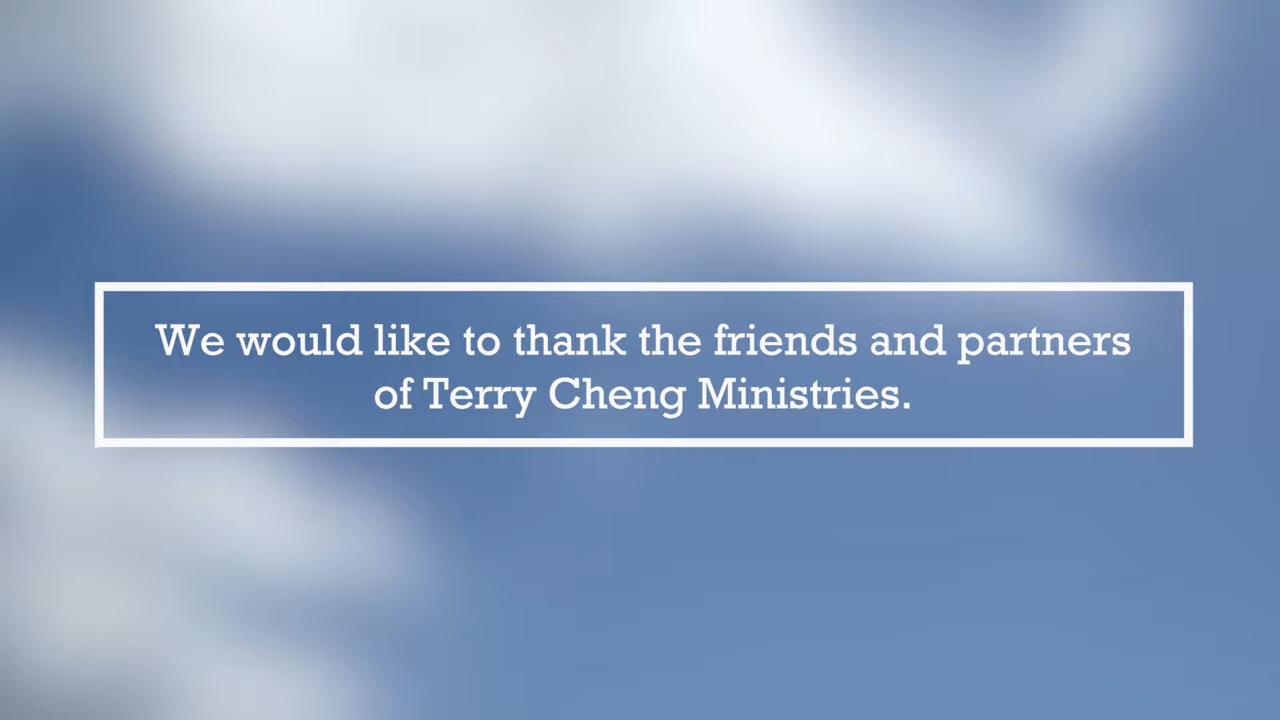 We would like to thank the friends and partners
of Terry Cheng Ministries.